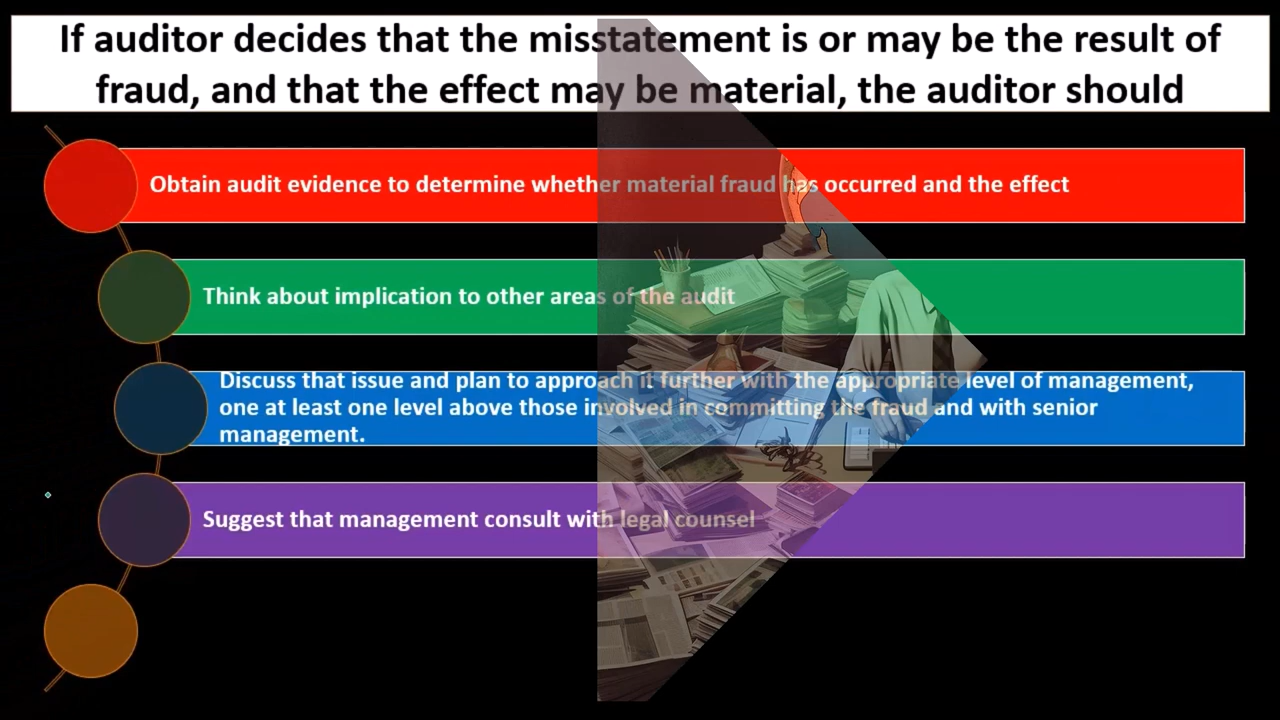 If auditor decides that the misstatement is or may be the result of
fraud, and that the effect may be material, the auditor should
Obtain audit evidence to determine whether material fraud has occurred and the effect
Think about implication to other areas of the audit
Discuss that issue and plan to approach it further with the appropriate level of management,
one at least one level above those involved in committing the fraud and with senior
management.
Suggest that management consult with legal counsel